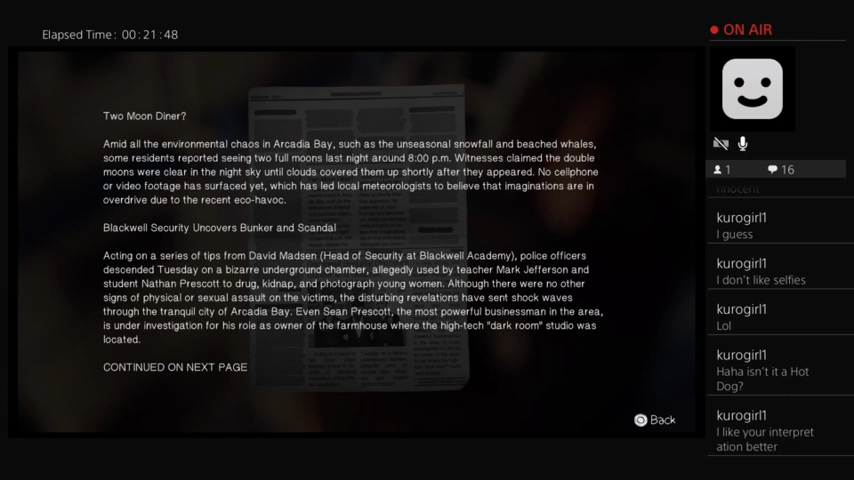 Elapsed Time : 00:21:48
ON AIR
Two Moon Diner?
Amid all the environmental chaos in Arcadia Bay, such as the unseasonal snowfall and beached whales,
some residents reported seeing two full moons last night around 8:00 p.m. Witnesses claimed the double
moons were clear in the night sky until clouds covered them up shortly after they appeared. No cellphone
or video footage has surfaced yet, which has led local meteorologists to believe that imaginations are in
overdrive due to the recent eco-havoc.
Blackwell Security Uncovers Bunker and Scandal
Acting on a series of tips from David Madsen (Head of Security at Blackwell Academy), police officers
descended Tuesday on a bizarre underground chamber, allegedly used by teacher Mark Jefferson and
student Nathan Prescott to drug, kidnap, and photograph young women. Although there were no other
signs of physical or sexual assault on the victims, the disturbing revelations have sent shock waves
through the tranquil city of Arcadia Bay. Even Sean Prescott, the most powerful businessman in the area,
is under investigation for his role as owner of the farmhouse where the high-tech "dark room" studio was
located.
CONTINUED ON NEXT PAGE
Back
1
16
kurogirl1
I guess
kurogirl1
I don't like selfies
kurogirl1
Lol
kurogirl1
Haha isn't it a Hot
Dog?
kurogirl1
I like your interpret
ation better